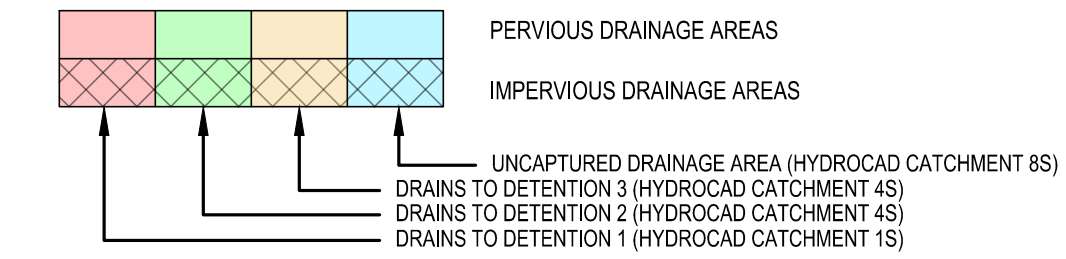 PERVIOUS DRAINAGE AREAS
IMPERVIOUS DRAINAGE AREAS
UNCAPTURED DRAINAGE AREA (HYDROCAD CATCHMENT 8S)
DRAINS TO DETENTION 3 (HYDROCAD CATCHMENT 4S)
DRAINS TO DETENTION 2 (HYDROCAD CATCHMENT 4S)
DRAINS TO DETENTION 1 (HYDROCAD CATCHMENT 1S)